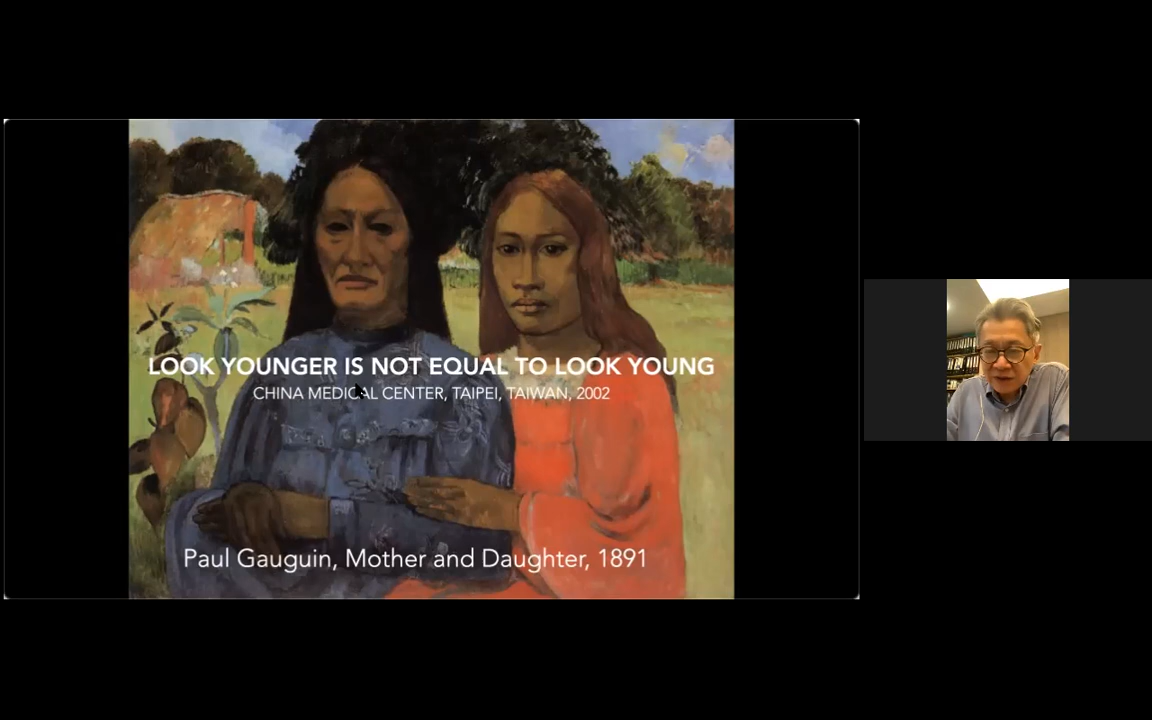 LOOK YOUNGER IS NOT EQUAL TO LOOK YOUNG
CHINA MEDICAL CENTER, TAIPEI, TAIWAN, 2002
Paul Gauguin, Mother and Daughter, 1891